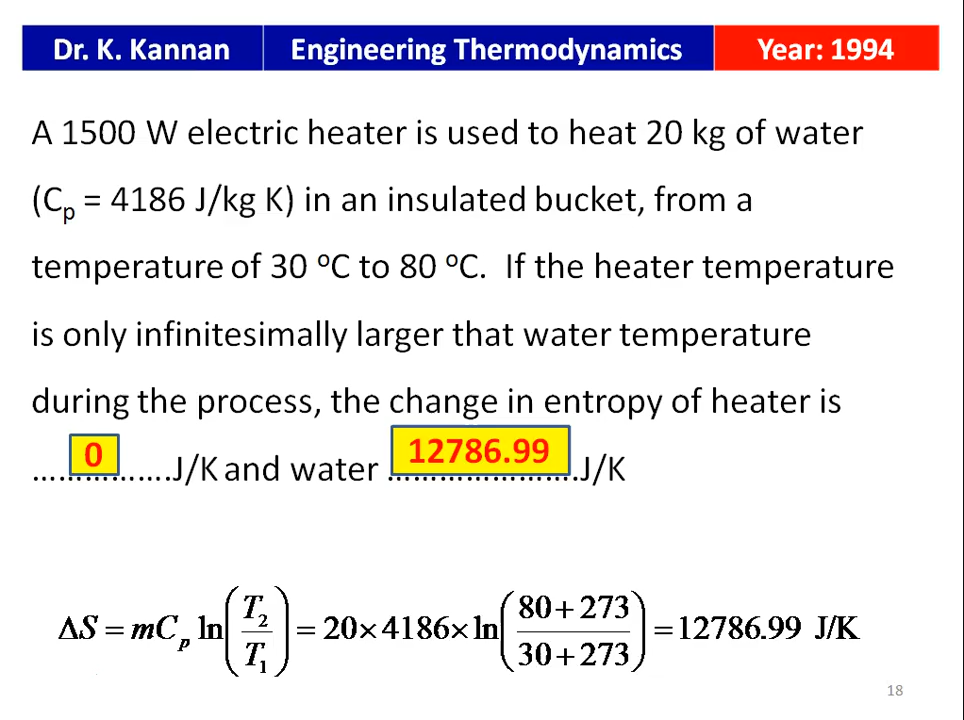 Dr. K. Kannan Engineering Thermodynamics Year: 1994
A 1500 W electric heater is used to heat 20 kg of water
(Cp = 4186 J/kg K) in an insulated bucket, from a
temperature of 30 °C to 80 °C. If the heater temperature
is only infinitesimally larger that water temperature
during the process, the change in entropy of heater is
……0……….J/K and water 12786.99 ………………….J/K
ΔS = mCp ln(T2/T1) = 20×4186×ln((80+273)/(30+273)) = 12786.99 J/K
18